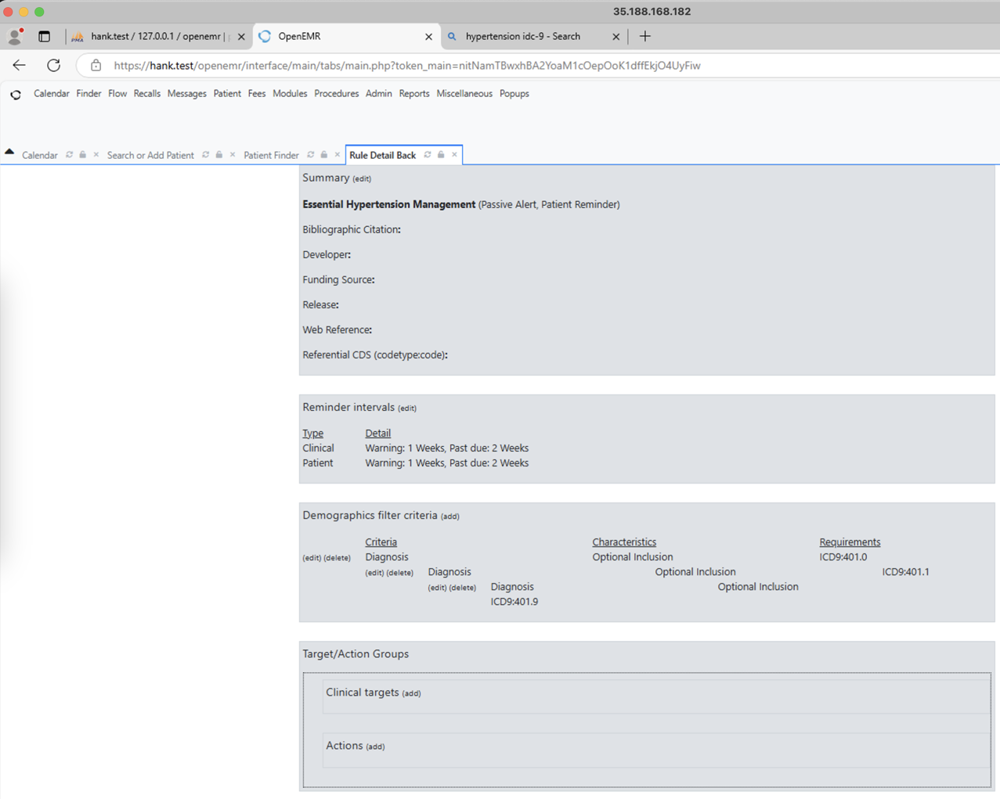 35.188.168.182
PMA hank.test / 127.0.0.1 / openemr |
OpenEMR
hypertension idc-9 - Search
https://hank.test/openemr/interface/main/tabs/main.php?token_main=nitNamTBwxhBA2YoaM1cOepOoK1dffEkjO4UyFiw
Calendar Finder Flow Recalls Messages Patient Fees Modules Procedures Admin Reports Miscellaneous Popups
Calendar Search or Add Patient Patient Finder Rule Detail Back
Summary (edit)
Essential Hypertension Management (Passive Alert, Patient Reminder)
Bibliographic Citation:
Developer:
Funding Source:
Release:
Web Reference:
Referential CDS (codetype:code):
Reminder intervals (edit)
Type Detail
Clinical Warning: 1 Weeks, Past due: 2 Weeks
Patient Warning: 1 Weeks, Past due: 2 Weeks
Demographics filter criteria (add)
Criteria Characteristics Requirements
(edit) (delete) Diagnosis Optional Inclusion ICD9:401.0
(edit) (delete) Diagnosis Optional Inclusion ICD9:401.1
(edit) (delete) Diagnosis Optional Inclusion
ICD9:401.9
Target/Action Groups
Clinical targets (add)
Actions (add)